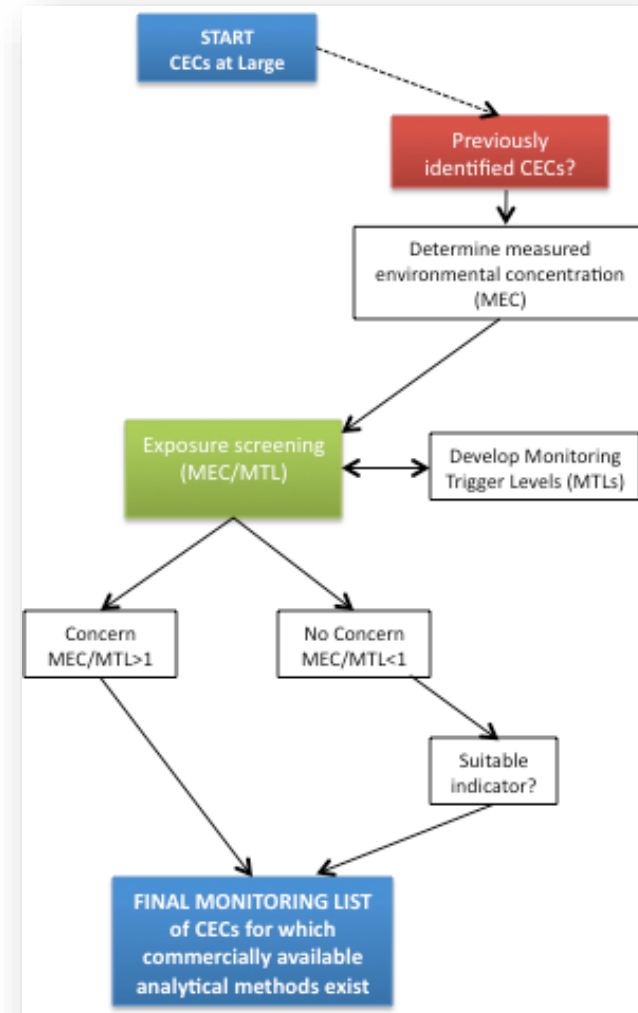 START
CECs at Large
Previously
identified CECs?
Determine measured
environmental concentration
(MEC)
Exposure screening
(MEC/MTL)
Develop Monitoring
Trigger Levels (MTLs)
Concern
MEC/MTL>1
No Concern
MEC/MTL<1
Suitable
indicator?
FINAL MONITORING LIST
of CECs for which
commercially available
analytical methods exist